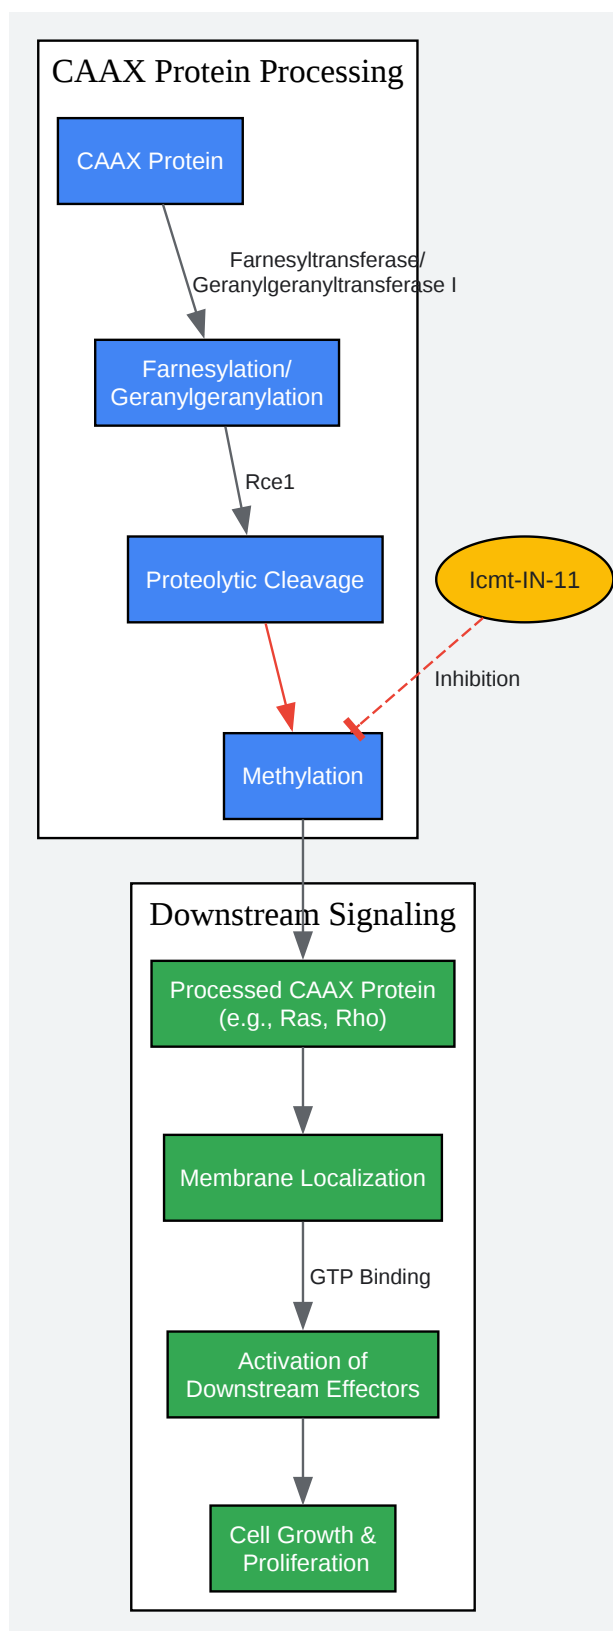 CAAX Protein Processing
CAAX Protein
Farnesyltransferase/
Geranylgeranyltransferase I
Farnesylation/
Geranylgeranylation
Rce1
Proteolytic Cleavage
Icmt-IN-11
Inhibition
Methylation
Downstream Signaling
Processed CAAX Protein
(e.g., Ras, Rho)
Membrane Localization
GTP Binding
Activation of
Downstream Effectors
Cell Growth &
Proliferation